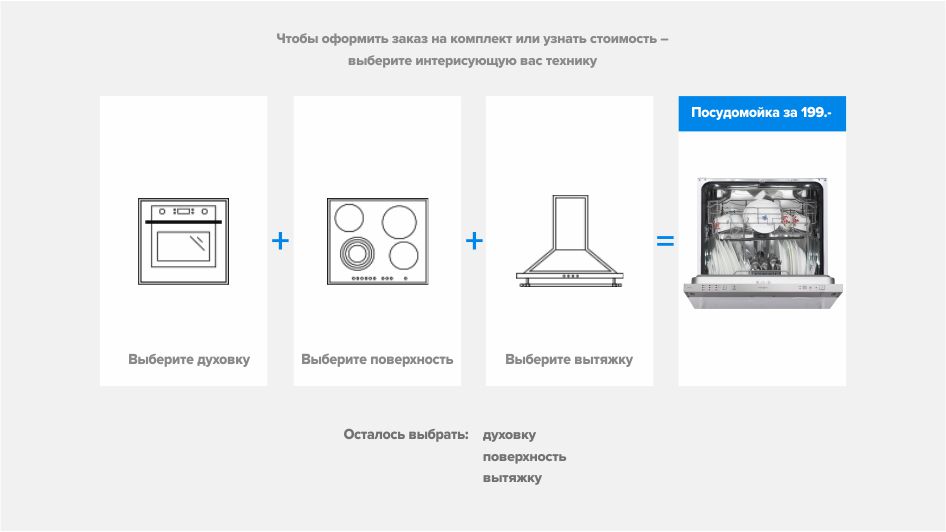 Чтобы оформить заказ на комплект или узнать стоимость –
выберите интерисующую вас технику
Посудомойка за 199.-
Выберите духовку
Выберите поверхность
Выберите вытяжку
Осталось выбрать: духовку
поверхность
вытяжку